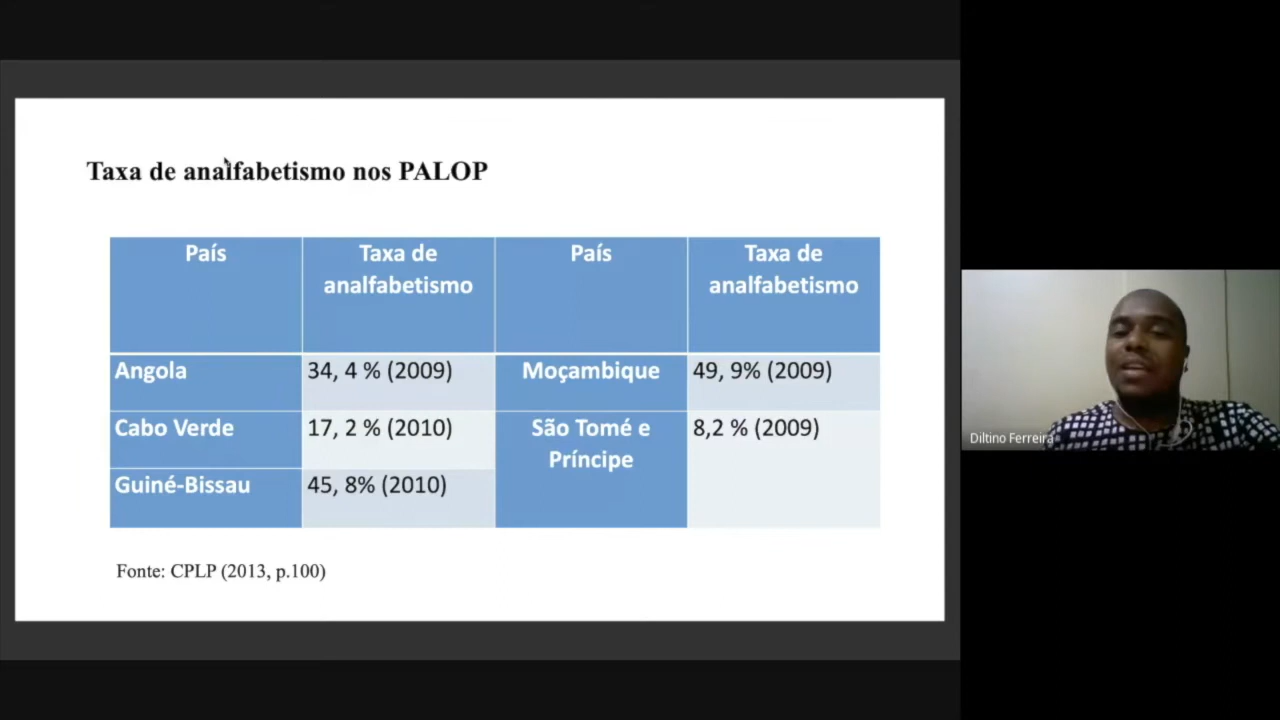 Taxa de analfabetismo nos PALOP
País
Taxa de
analfabetismo
País
Taxa de
analfabetismo
Angola
34, 4 % (2009)
Moçambique
49, 9% (2009)
Cabo Verde
17, 2 % (2010)
São Tomé e
Príncipe
8,2 % (2009)
Guiné-Bissau
45, 8% (2010)
Fonte: CPLP (2013, p.100)
Diltino Ferreira